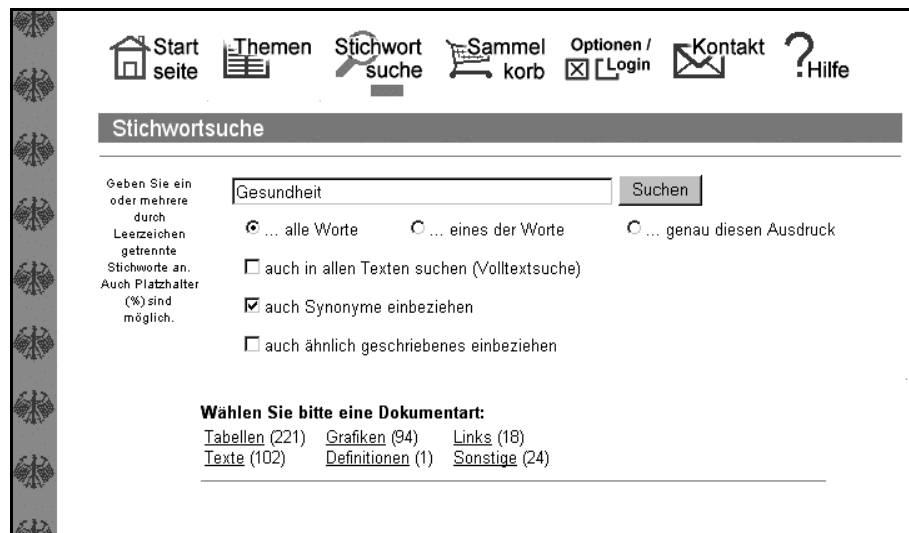 Start seite
Themen
Stichwort suche
Sammel korb
Optionen / Login
Kontakt
Hilfe
Stichwortsuche
Geben Sie ein
oder mehrere
durch
Leerzeichen
getrennte
Stichworte an.
Auch Platzhalter
(%) sind
möglich.
Gesundheit Suchen
... alle Worte ... eines der Worte ... genau diesen Ausdruck
auch in allen Texten suchen (Volltextsuche)
auch Synonyme einbeziehen
auch ähnlich geschriebenes einbeziehen
Wählen Sie bitte eine Dokumentart:
Tabellen (221) Grafiken (94) Links (18)
Texte (102) Definitionen (1) Sonstige (24)